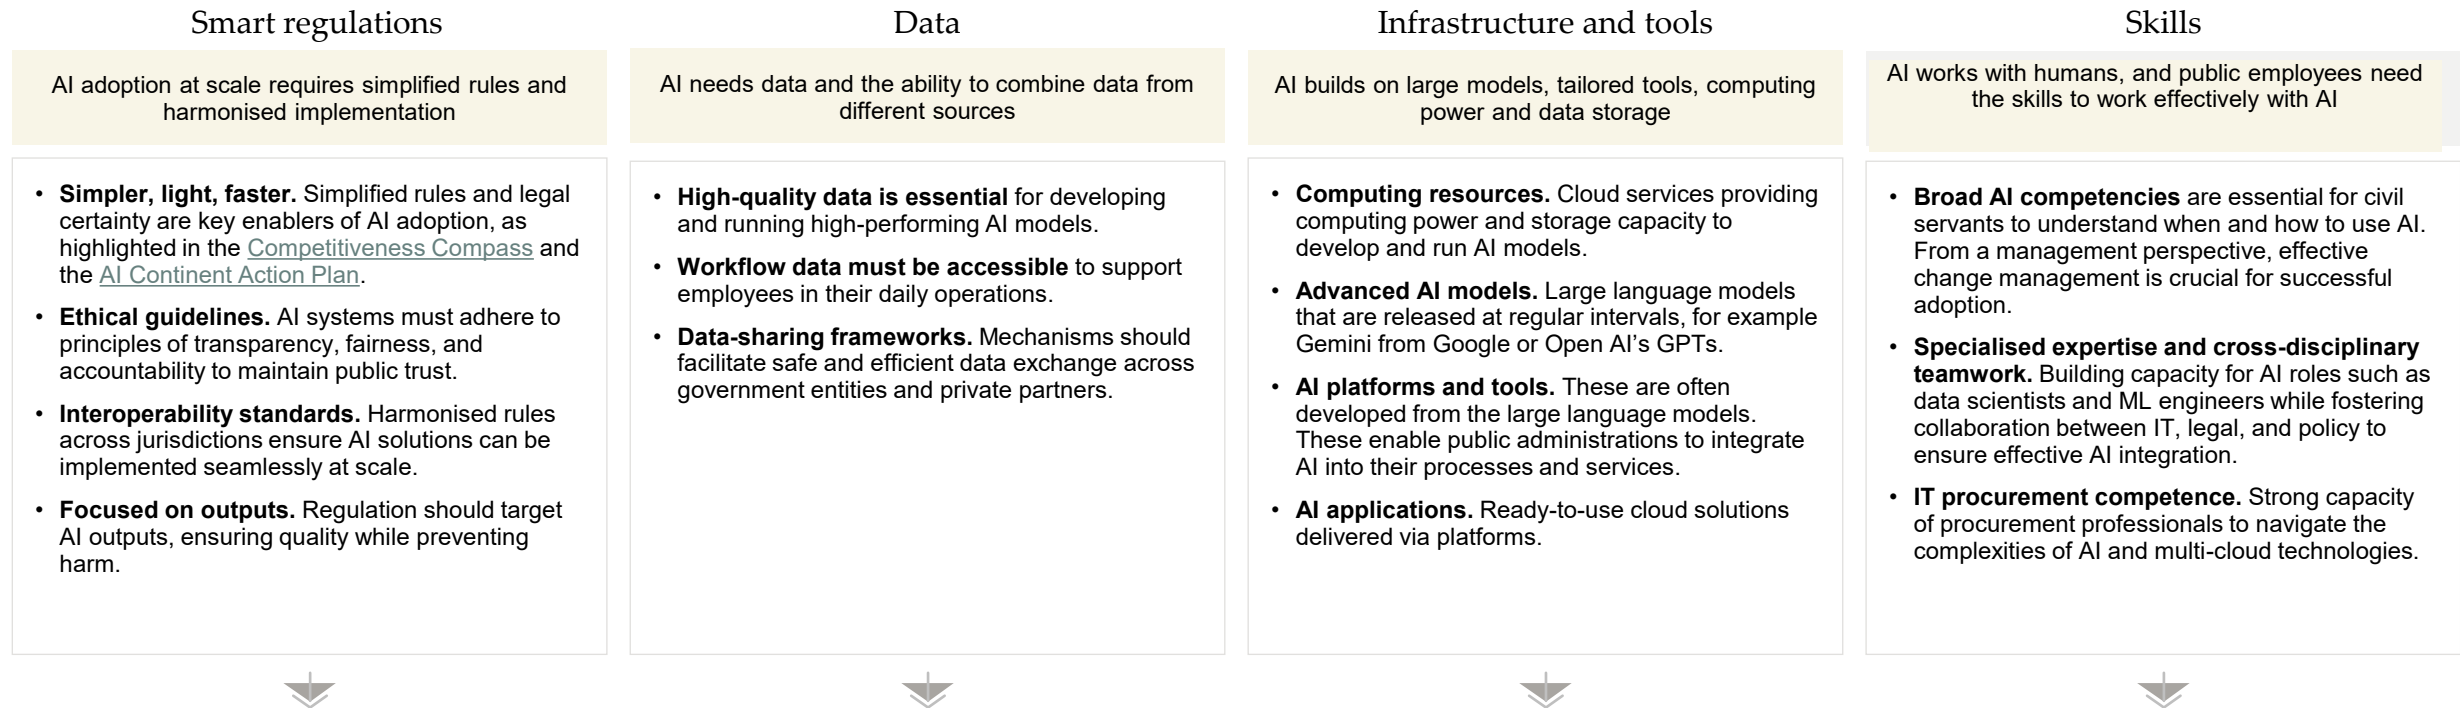 Smart regulations
AI adoption at scale requires simplified rules and
harmonised implementation
• Simpler, light, faster. Simplified rules and legal
certainty are key enablers of AI adoption, as
highlighted in the Competitiveness Compass and
the AI Continent Action Plan.
• Ethical guidelines. AI systems must adhere to
principles of transparency, fairness, and
accountability to maintain public trust.
• Interoperability standards. Harmonised rules
across jurisdictions ensure AI solutions can be
implemented seamlessly at scale.
• Focused on outputs. Regulation should target
AI outputs, ensuring quality while preventing
harm.
Data
AI needs data and the ability to combine data from
different sources
• High-quality data is essential for developing
and running high-performing AI models.
• Workflow data must be accessible to support
employees in their daily operations.
• Data-sharing frameworks. Mechanisms should
facilitate safe and efficient data exchange across
government entities and private partners.
Infrastructure and tools
AI builds on large models, tailored tools, computing
power and data storage
• Computing resources. Cloud services providing
computing power and storage capacity to
develop and run AI models.
• Advanced AI models. Large language models
that are released at regular intervals, for example
Gemini from Google or Open AI’s GPTs.
• AI platforms and tools. These are often
developed from the large language models.
These enable public administrations to integrate
AI into their processes and services.
• AI applications. Ready-to-use cloud solutions
delivered via platforms.
Skills
AI works with humans, and public employees need
the skills to work effectively with AI
• Broad AI competencies are essential for civil
servants to understand when and how to use AI.
From a management perspective, effective
change management is crucial for successful
adoption.
• Specialised expertise and cross-disciplinary
teamwork. Building capacity for AI roles such as
data scientists and ML engineers while fostering
collaboration between IT, legal, and policy to
ensure effective AI integration.
• IT procurement competence. Strong capacity
of procurement professionals to navigate the
complexities of AI and multi-cloud technologies.